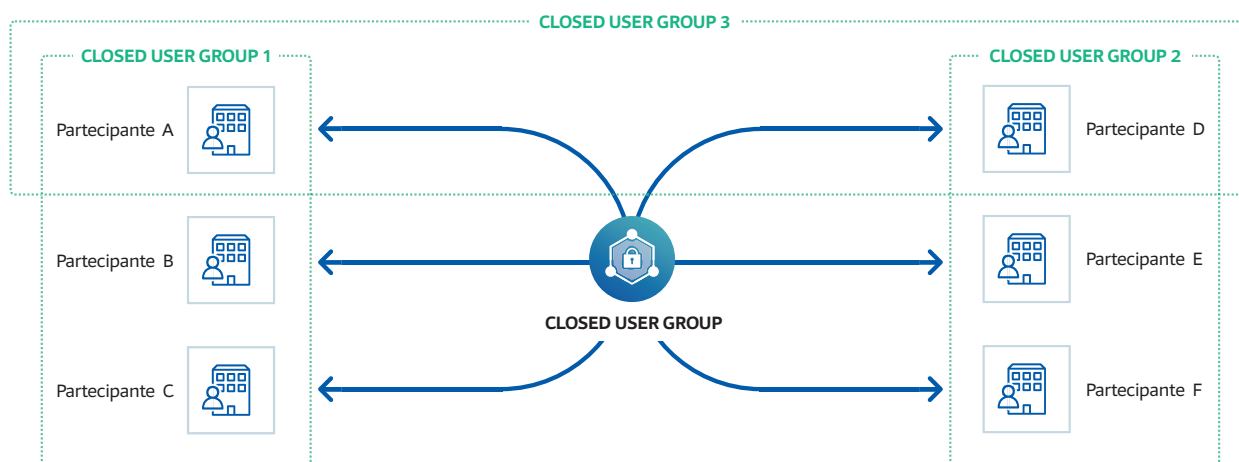 CLOSED USER GROUP 3
CLOSED USER GROUP 1
CLOSED USER GROUP 2
Partecipante A
Partecipante D
Partecipante B
Partecipante E
CLOSED USER GROUP
Partecipante C
Partecipante F